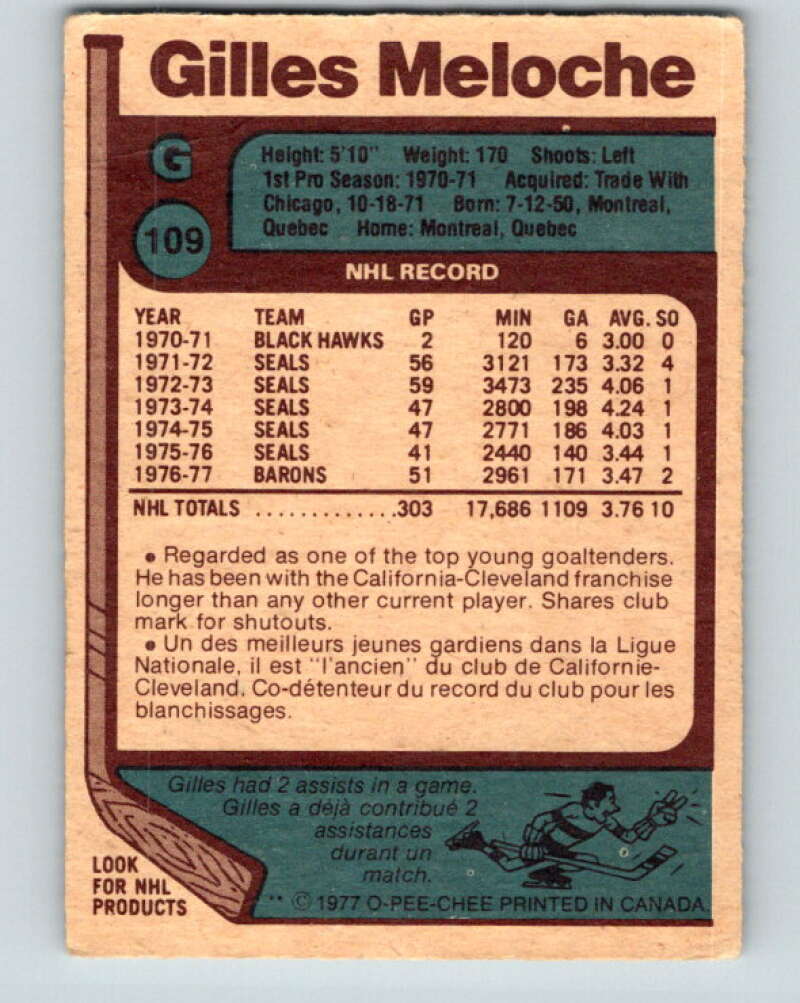 Gilles Meloche
G
109
Height: 5'10" Weight: 170 Shoots: Left
1st Pro Season: 1970-71 Acquired: Trade With
Chicago, 10-18-71 Born: 7-12-50, Montreal,
Quebec Home: Montreal, Quebec
NHL RECORD
YEAR TEAM GP MIN GA AVG. SO
1970-71 BLACK HAWKS 2 120 6 3.00 0
1971-72 SEALS 56 3121 173 3.32 4
1972-73 SEALS 59 3473 235 4.06 1
1973-74 SEALS 47 2800 198 4.24 1
1974-75 SEALS 47 2771 186 4.03 1
1975-76 SEALS 41 2440 140 3.44 1
1976-77 BARONS 51 2961 171 3.47 2
NHL TOTALS .............303 17,686 1109 3.76 10
• Regarded as one of the top young goaltenders.
He has been with the California-Cleveland franchise
longer than any other current player. Shares club
mark for shutouts.
• Un des meilleurs jeunes gardiens dans la Ligue
Nationale, il est "l'ancien" du club de Californie-
Cleveland. Co-détenteur du record du club pour les
blanchissages.
Gilles had 2 assists in a game.
Gilles a déjà contribué 2
assistances
durant un
match.
LOOK
FOR NHL
PRODUCTS
** © 1977 O-PEE-CHEE PRINTED IN CANADA.